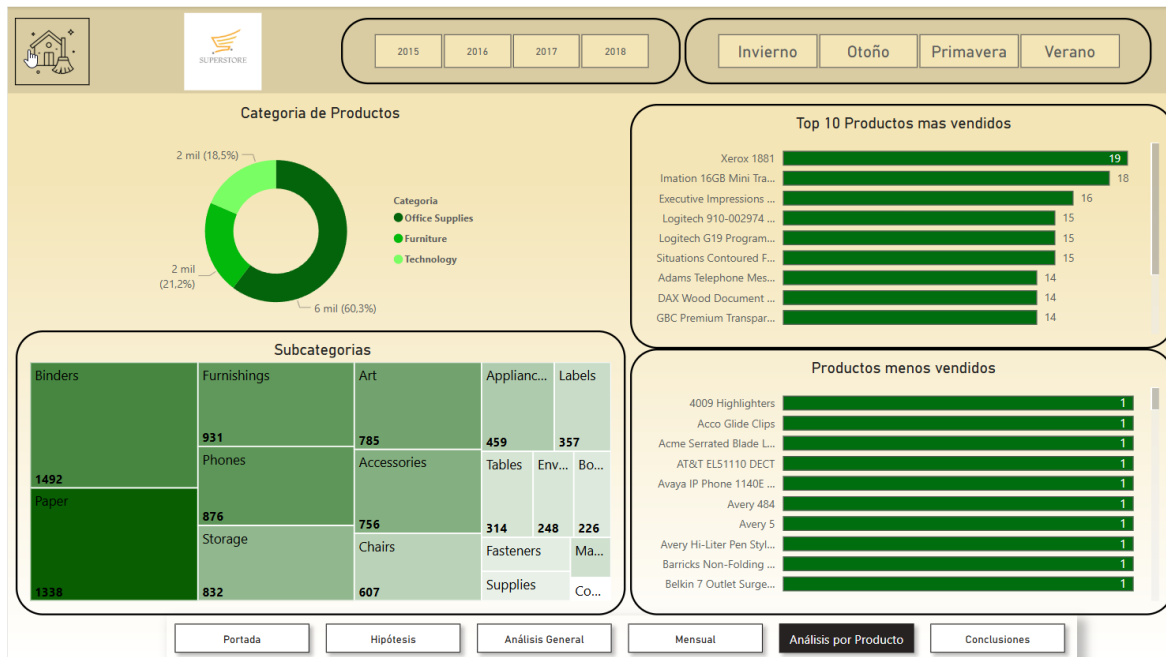 SUPERSTORE
2015
2016
2017
2018
Invierno
Otoño
Primavera
Verano
Categoria de Productos
2 mil (18,5%)
2 mil
(21,2%)
6 mil (60,3%)
Categoria
Office Supplies
Furniture
Technology
Top 10 Productos mas vendidos
Xerox 1881
19
Imation 16GB Mini Tra...
18
Executive Impressions ...
16
Logitech 910-002974 ...
15
Logitech G19 Program...
15
Situations Contoured F...
15
Adams Telephone Mes...
14
DAX Wood Document ...
14
GBC Premium Transpar...
14
Subcategorias
Binders
1492
Paper
1338
Furnishings
931
Phones
876
Storage
832
Art
785
Accessories
756
Chairs
607
Applianc...
459
Labels
357
Tables
314
Env...
248
Bo...
226
Fasteners
Supplies
Ma...
Co...
Productos menos vendidos
4009 Highlighters
1
Acco Glide Clips
1
Acme Serrated Blade L...
1
AT&T EL51110 DECT
1
Avaya IP Phone 1140E ...
1
Avery 484
1
Avery 5
1
Avery Hi-Liter Pen Styl...
1
Barricks Non-Folding ...
1
Belkin 7 Outlet Surge...
1
Portada
Hipótesis
Análisis General
Mensual
Análisis por Producto
Conclusiones